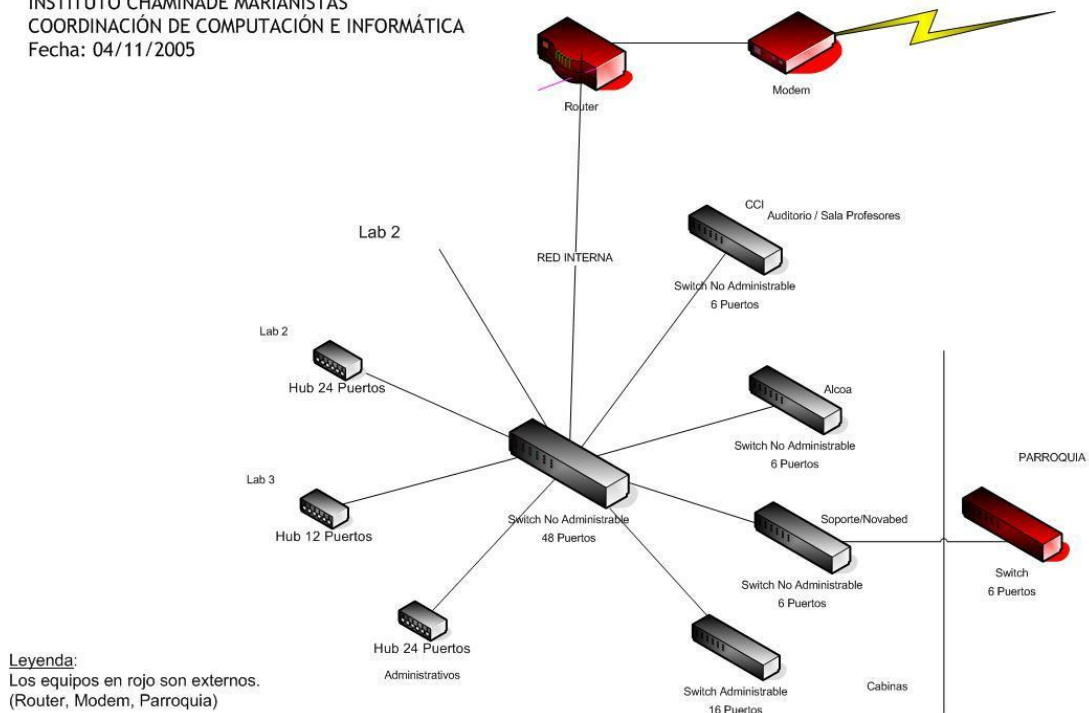 INSTITUTO CHAMINADE MARIANISTAS
COORDINACIÓN DE COMPUTACIÓN E INFORMÁTICA
Fecha: 04/11/2005
Router
Modem
CCI
Auditorio / Sala Profesores
Lab 2
RED INTERNA
Switch No Administrable
6 Puertos
Lab 2
Hub 24 Puertos
Alcoa
Switch No Administrable
6 Puertos
PARROQUIA
Lab 3
Hub 12 Puertos
Switch No Administrable
48 Puertos
Soporte/Novabed
Switch No Administrable
6 Puertos
Switch
6 Puertos
Hub 24 Puertos
Administrativos
Switch Administrable
16 Puertos
Cabinas
Leyenda:
Los equipos en rojo son externos.
(Router, Modem, Parroquia)